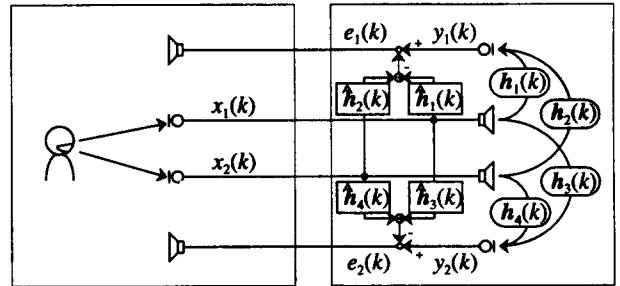 e₁(k) + y₁(k)
-
ĥ₂(k) ĥ₁(k) h₁(k)
x₁(k) h₂(k)
x₂(k)
ĥ₄(k) ĥ₃(k) h₃(k)
h₄(k)
-
e₂(k) + y₂(k)